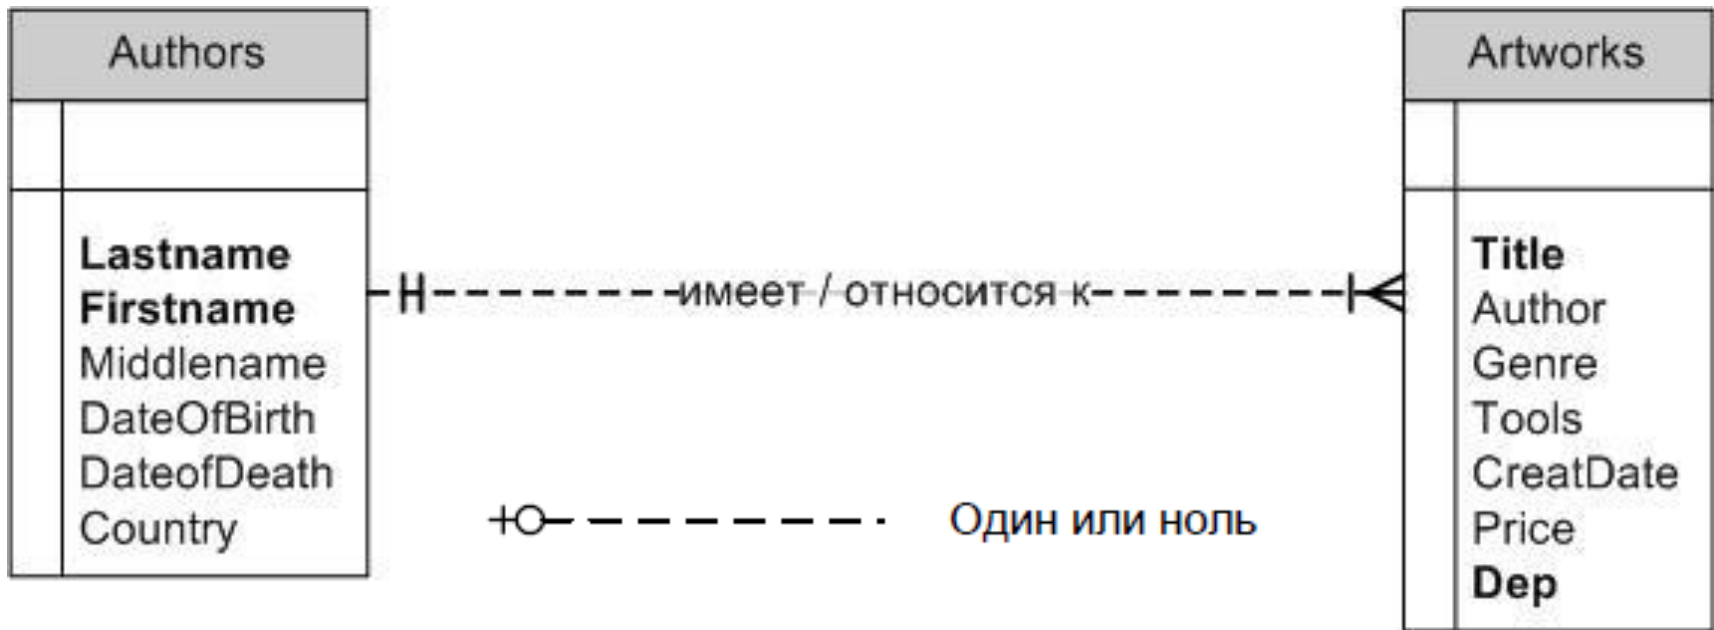 Authors
Lastname
Firstname
Middlename
DateOfBirth
DateofDeath
Country
имеет / относится к
Один или ноль
Artworks
Title
Author
Genre
Tools
CreatDate
Price
Dep